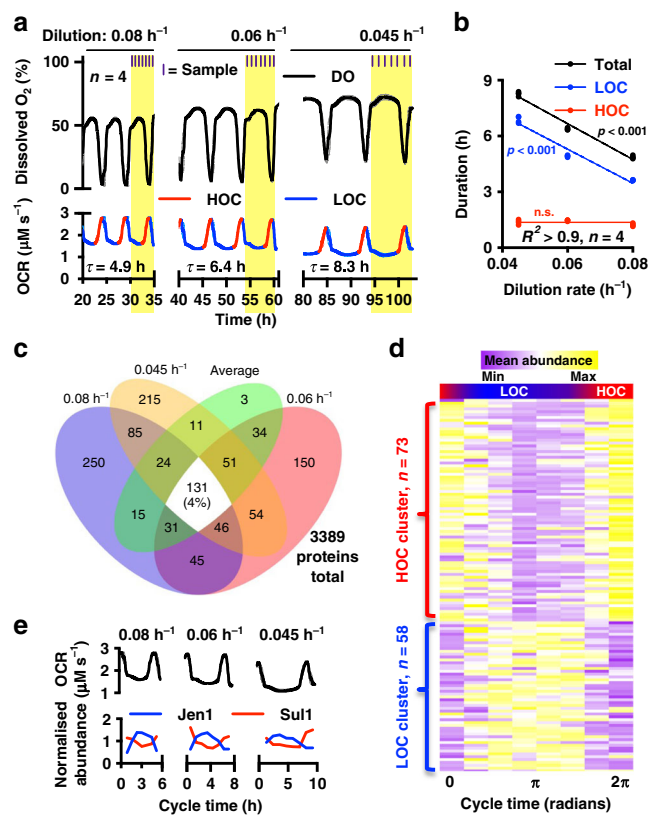 a
Dilution: 0.08 h⁻¹ 0.06 h⁻¹ 0.045 h⁻¹
Dissolved O₂ (%)
100
50
0
n = 4
= Sample
DO
HOC
LOC
OCR (μM s⁻¹)
3
2
1
0
τ = 4.9 h
τ = 6.4 h
τ = 8.3 h
20 25 30 35 40 45 50 55 60 80 85 90 95 100
Time (h)
b
Total
LOC
HOC
Duration (h)
9
6
3
0
p < 0.001
p < 0.001
n.s.
R² > 0.9, n = 4
0.04 0.06 0.08
Dilution rate (h⁻¹)
c
0.08 h⁻¹
0.045 h⁻¹
Average
0.06 h⁻¹
215
3
85
11
34
250
24
51
150
131
(4%)
15
31
46
54
45
3389
proteins
total
d
Mean abundance
Min Max
LOC HOC
HOC cluster, n = 73
LOC cluster, n = 58
0 π 2π
Cycle time (radians)
e
0.08 h⁻¹ 0.06 h⁻¹ 0.045 h⁻¹
OCR
(μM s⁻¹)
3
2
1
Jen1
Sul1
Normalised
abundance
2
1
0
0 3 6 0 4 8 0 5 10
Cycle time (h)